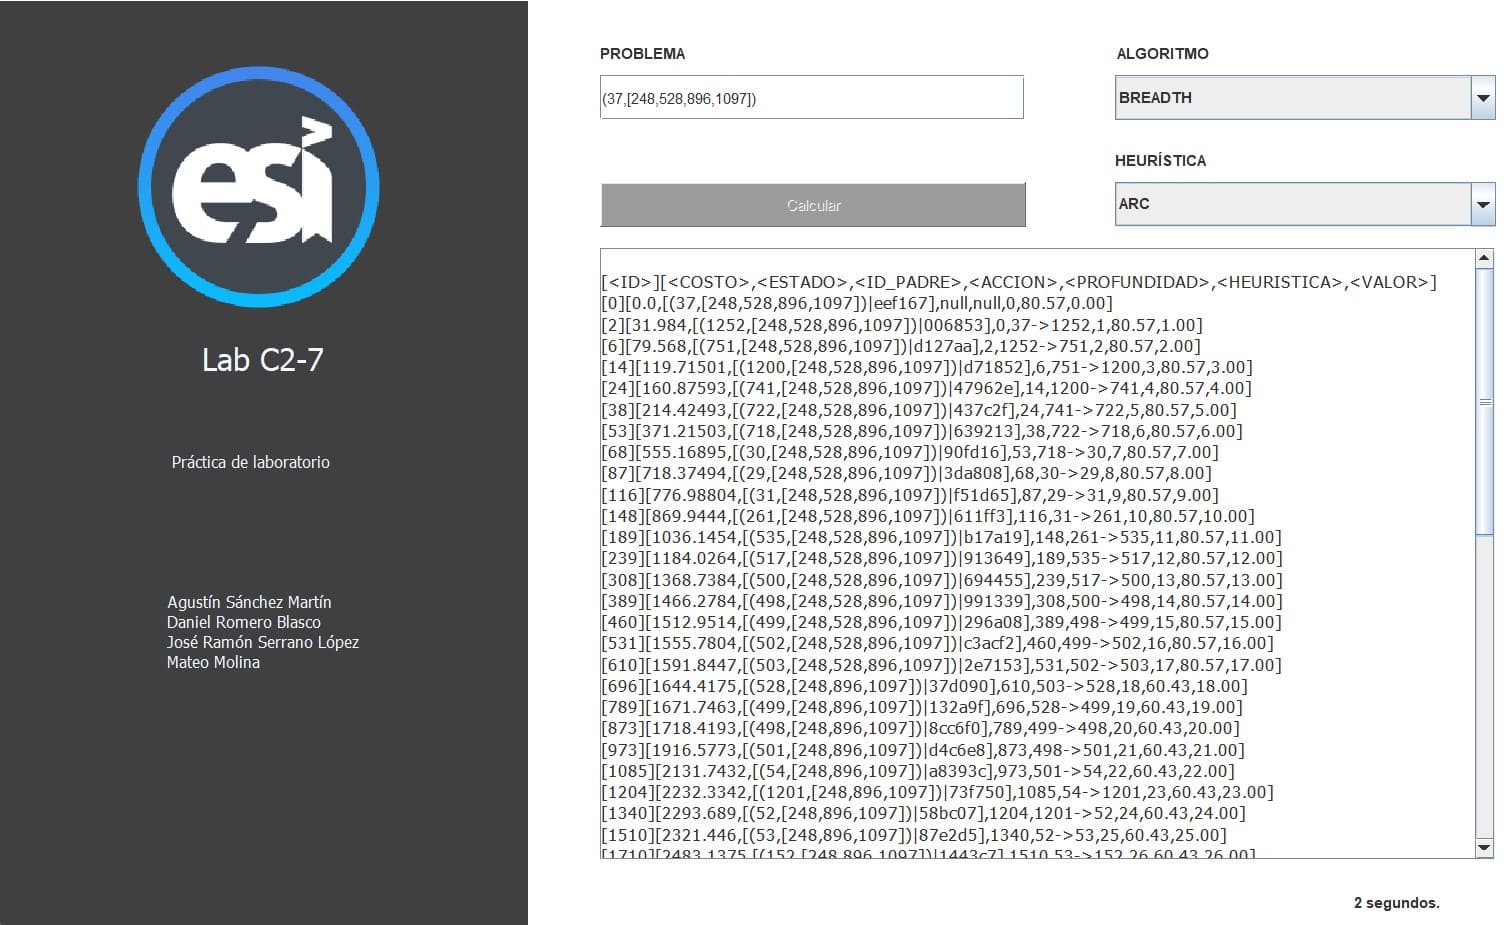 esi
Lab C2-7
Práctica de laboratorio
Agustín Sánchez Martín
Daniel Romero Blasco
José Ramón Serrano López
Mateo Molina
PROBLEMA
(37,[248,528,896,1097])
ALGORITMO
BREADTH
HEURÍSTICA
ARC
Calcular
[<ID>][<COSTO>,<ESTADO>,<ID_PADRE>,<ACCION>,<PROFUNDIDAD>,<HEURISTICA>,<VALOR>]
[0][0.0,[(37,[248,528,896,1097])|eef167],null,null,0,80.57,0.00]
[2][31.984,[(1252,[248,528,896,1097])|006853],0,37->1252,1,80.57,1.00]
[6][79.568,[(751,[248,528,896,1097])|d127aa],2,1252->751,2,80.57,2.00]
[14][119.71501,[(1200,[248,528,896,1097])|d71852],6,751->1200,3,80.57,3.00]
[24][160.87593,[(741,[248,528,896,1097])|47962e],14,1200->741,4,80.57,4.00]
[38][214.42493,[(722,[248,528,896,1097])|437c2f],24,741->722,5,80.57,5.00]
[53][371.21503,[(718,[248,528,896,1097])|639213],38,722->718,6,80.57,6.00]
[68][555.16895,[(30,[248,528,896,1097])|90fd16],53,718->30,7,80.57,7.00]
[87][718.37494,[(29,[248,528,896,1097])|3da808],68,30->29,8,80.57,8.00]
[116][776.98804,[(31,[248,528,896,1097])|f51d65],87,29->31,9,80.57,9.00]
[148][869.9444,[(261,[248,528,896,1097])|611ff3],116,31->261,10,80.57,10.00]
[189][1036.1454,[(535,[248,528,896,1097])|b17a19],148,261->535,11,80.57,11.00]
[239][1184.0264,[(517,[248,528,896,1097])|913649],189,535->517,12,80.57,12.00]
[308][1368.7384,[(500,[248,528,896,1097])|694455],239,517->500,13,80.57,13.00]
[389][1466.2784,[(498,[248,528,896,1097])|991339],308,500->498,14,80.57,14.00]
[460][1512.9514,[(499,[248,528,896,1097])|296a08],389,498->499,15,80.57,15.00]
[531][1555.7804,[(502,[248,528,896,1097])|c3acf2],460,499->502,16,80.57,16.00]
[610][1591.8447,[(503,[248,528,896,1097])|2e7153],531,502->503,17,80.57,17.00]
[696][1644.4175,[(528,[248,896,1097])|37d090],610,503->528,18,60.43,18.00]
[789][1671.7463,[(499,[248,896,1097])|132a9f],696,528->499,19,60.43,19.00]
[873][1718.4193,[(498,[248,896,1097])|8cc6f0],789,499->498,20,60.43,20.00]
[973][1916.5773,[(501,[248,896,1097])|d4c6e8],873,498->501,21,60.43,21.00]
[1085][2131.7432,[(54,[248,896,1097])|a8393c],973,501->54,22,60.43,22.00]
[1204][2232.3342,[(1201,[248,896,1097])|73f750],1085,54->1201,23,60.43,23.00]
[1340][2293.689,[(52,[248,896,1097])|58bc07],1204,1201->52,24,60.43,24.00]
[1510][2321.446,[(53,[248,896,1097])|87e2d5],1340,52->53,25,60.43,25.00]
[1710][2483.1375,[(152,[248,896,1097])|1443c7],1510,53->152,26,60.43,26.00]
2 segundos.